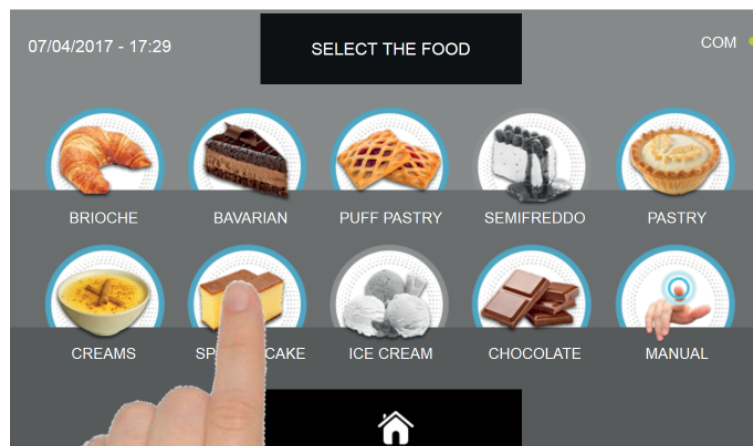 07/04/2017 - 17:29
SELECT THE FOOD
COM
BRIOCHE
BAVARIAN
PUFF PASTRY
SEMIFREDDO
PASTRY
CREAMS
CAKE
ICE CREAM
CHOCOLATE
MANUAL